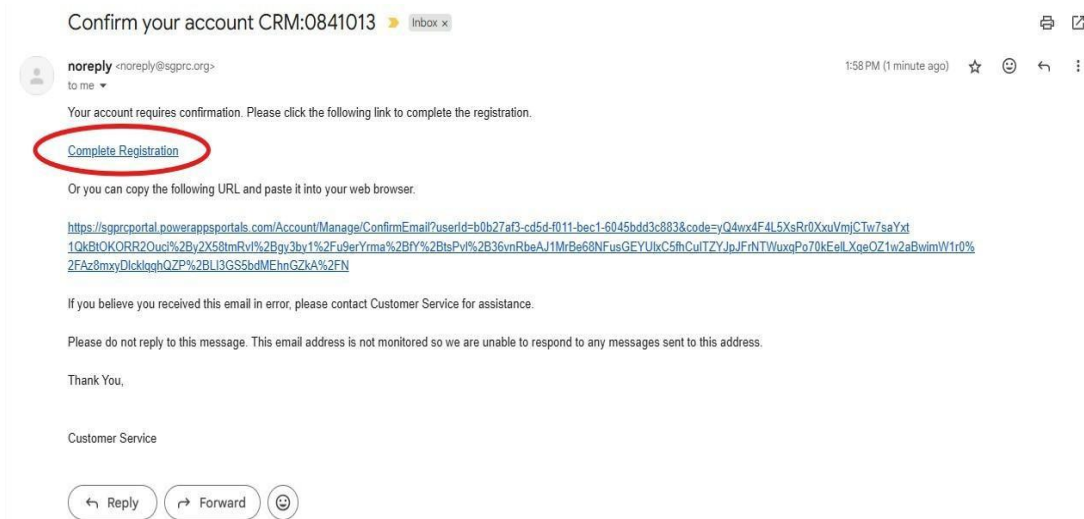 Confirm your account CRM:0841013 Inbox x
noreply <noreply@sgprc.org> 1:58 PM (1 minute ago)
to me
Your account requires confirmation. Please click the following link to complete the registration.
Complete Registration
Or you can copy the following URL and paste it into your web browser.
https://sgprcportal.powerappsportals.com/Account/Manage/ConfirmEmail?userId=b0b27af3-cd5d-f011-bec1-6045bdd3c883&code=yQ4wx4F4L5XsRr0XxuVmjCTw7saYxt
1QkBtOKORR2Oucl%2By2X58tmRvI%2Bgy3by1%2Fu9erYrma%2BfY%2BtsPvI%2B36vnRbeAJ1MrBe68NFusGEYUIxC5fhCuITZYJpJFrNTWuxqPo70kEelLXqeOZ1w2aBwimW1r0%
2FAz8mxyDlcklqqhQZP%2BLI3GS5bdMEhnGZkA%2FN
If you believe you received this email in error, please contact Customer Service for assistance.
Please do not reply to this message. This email address is not monitored so we are unable to respond to any messages sent to this address.
Thank You,
Customer Service
Reply Forward